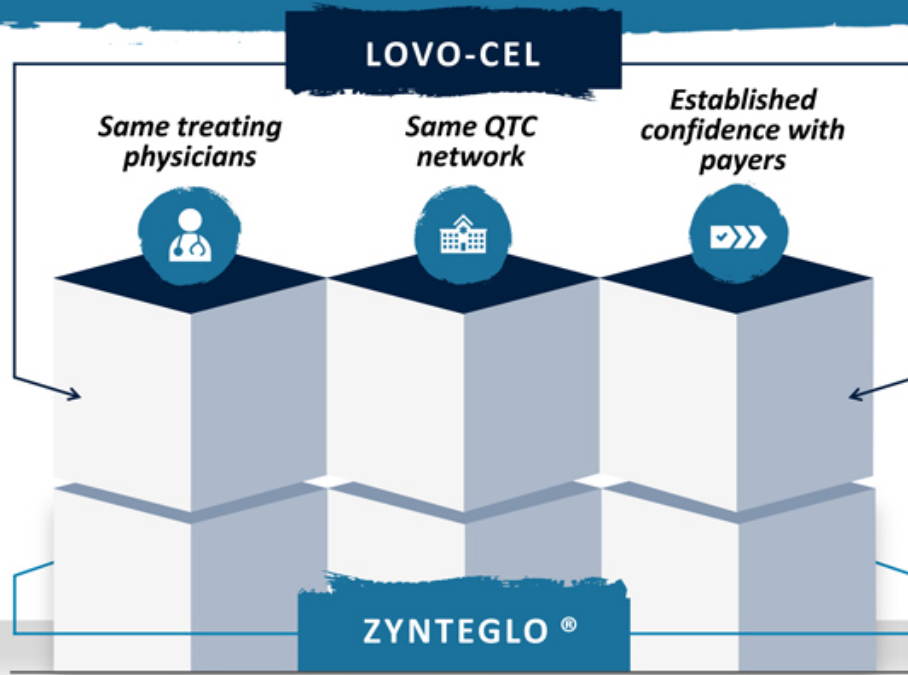 LOVO-CEL
Same treating
physicians
Same QTC
network
Established
confidence with
payers
ZYNTEGLO ®